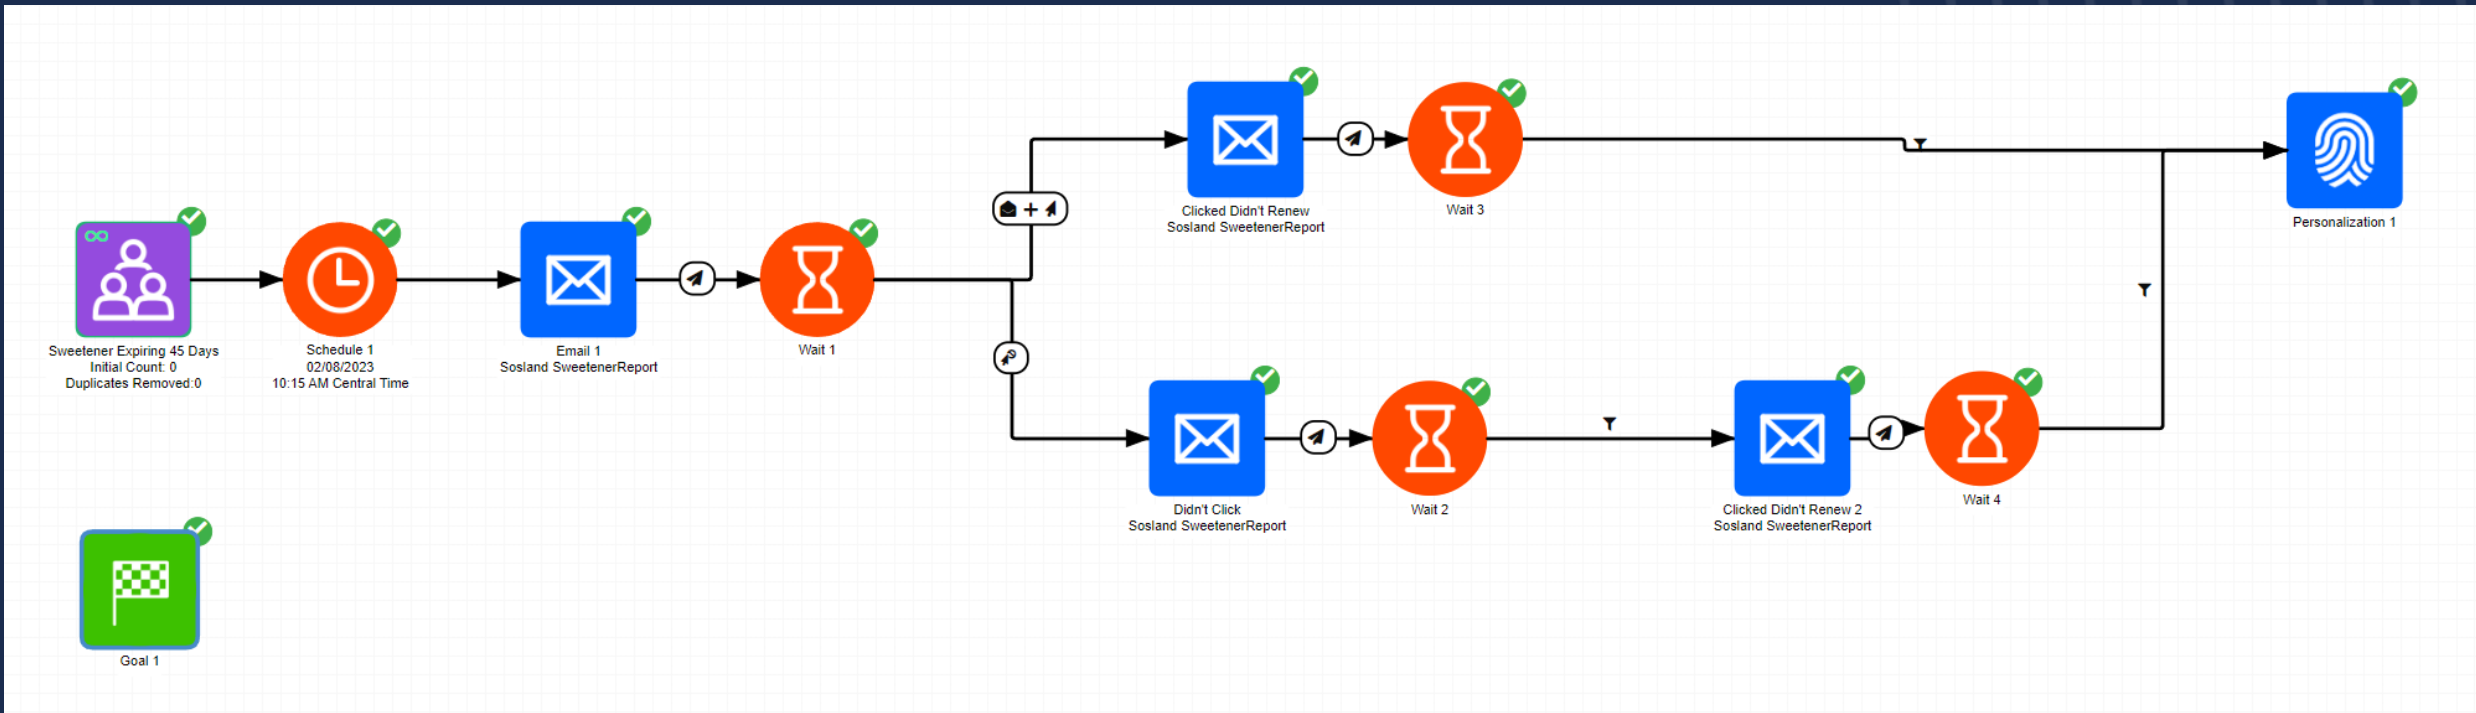 Clicked Didn't Renew
Sosland SweetenerReport
Wait 3
Personalization 1
Sweetener Expiring 45 Days
Initial Count: 0
Duplicates Removed:0
Schedule 1
02/08/2023
10:15 AM Central Time
Email 1
Sosland SweetenerReport
Wait 1
Didn't Click
Sosland SweetenerReport
Wait 2
Clicked Didn't Renew 2
Sosland SweetenerReport
Wait 4
Goal 1